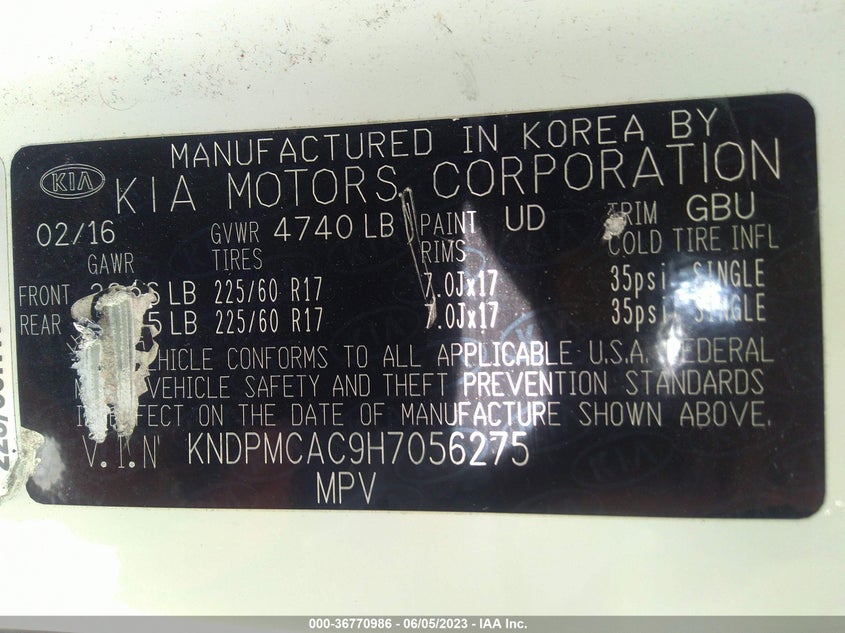 MANUFACTURED IN KOREA BY
KIA KIA MOTORS CORPORATION
02/16 GVWR 4740 LB PAINT UD TRIM GBU
GAWR TIRES RIMS COLD TIRE INFL
FRONT LB 225/60 R17 7.0Jx17 35psi SINGLE
REAR LB 225/60 R17 7.0Jx17 35psi SINGLE
VEHICLE CONFORMS TO ALL APPLICABLE U.S.A. FEDERAL
VEHICLE SAFETY AND THEFT PREVENTION STANDARDS
IN EFFECT ON THE DATE OF MANUFACTURE SHOWN ABOVE.
V.I.N KNDPMCAC9H7056275
MPV
000-36770986 - 06/05/2023 - IAA Inc.